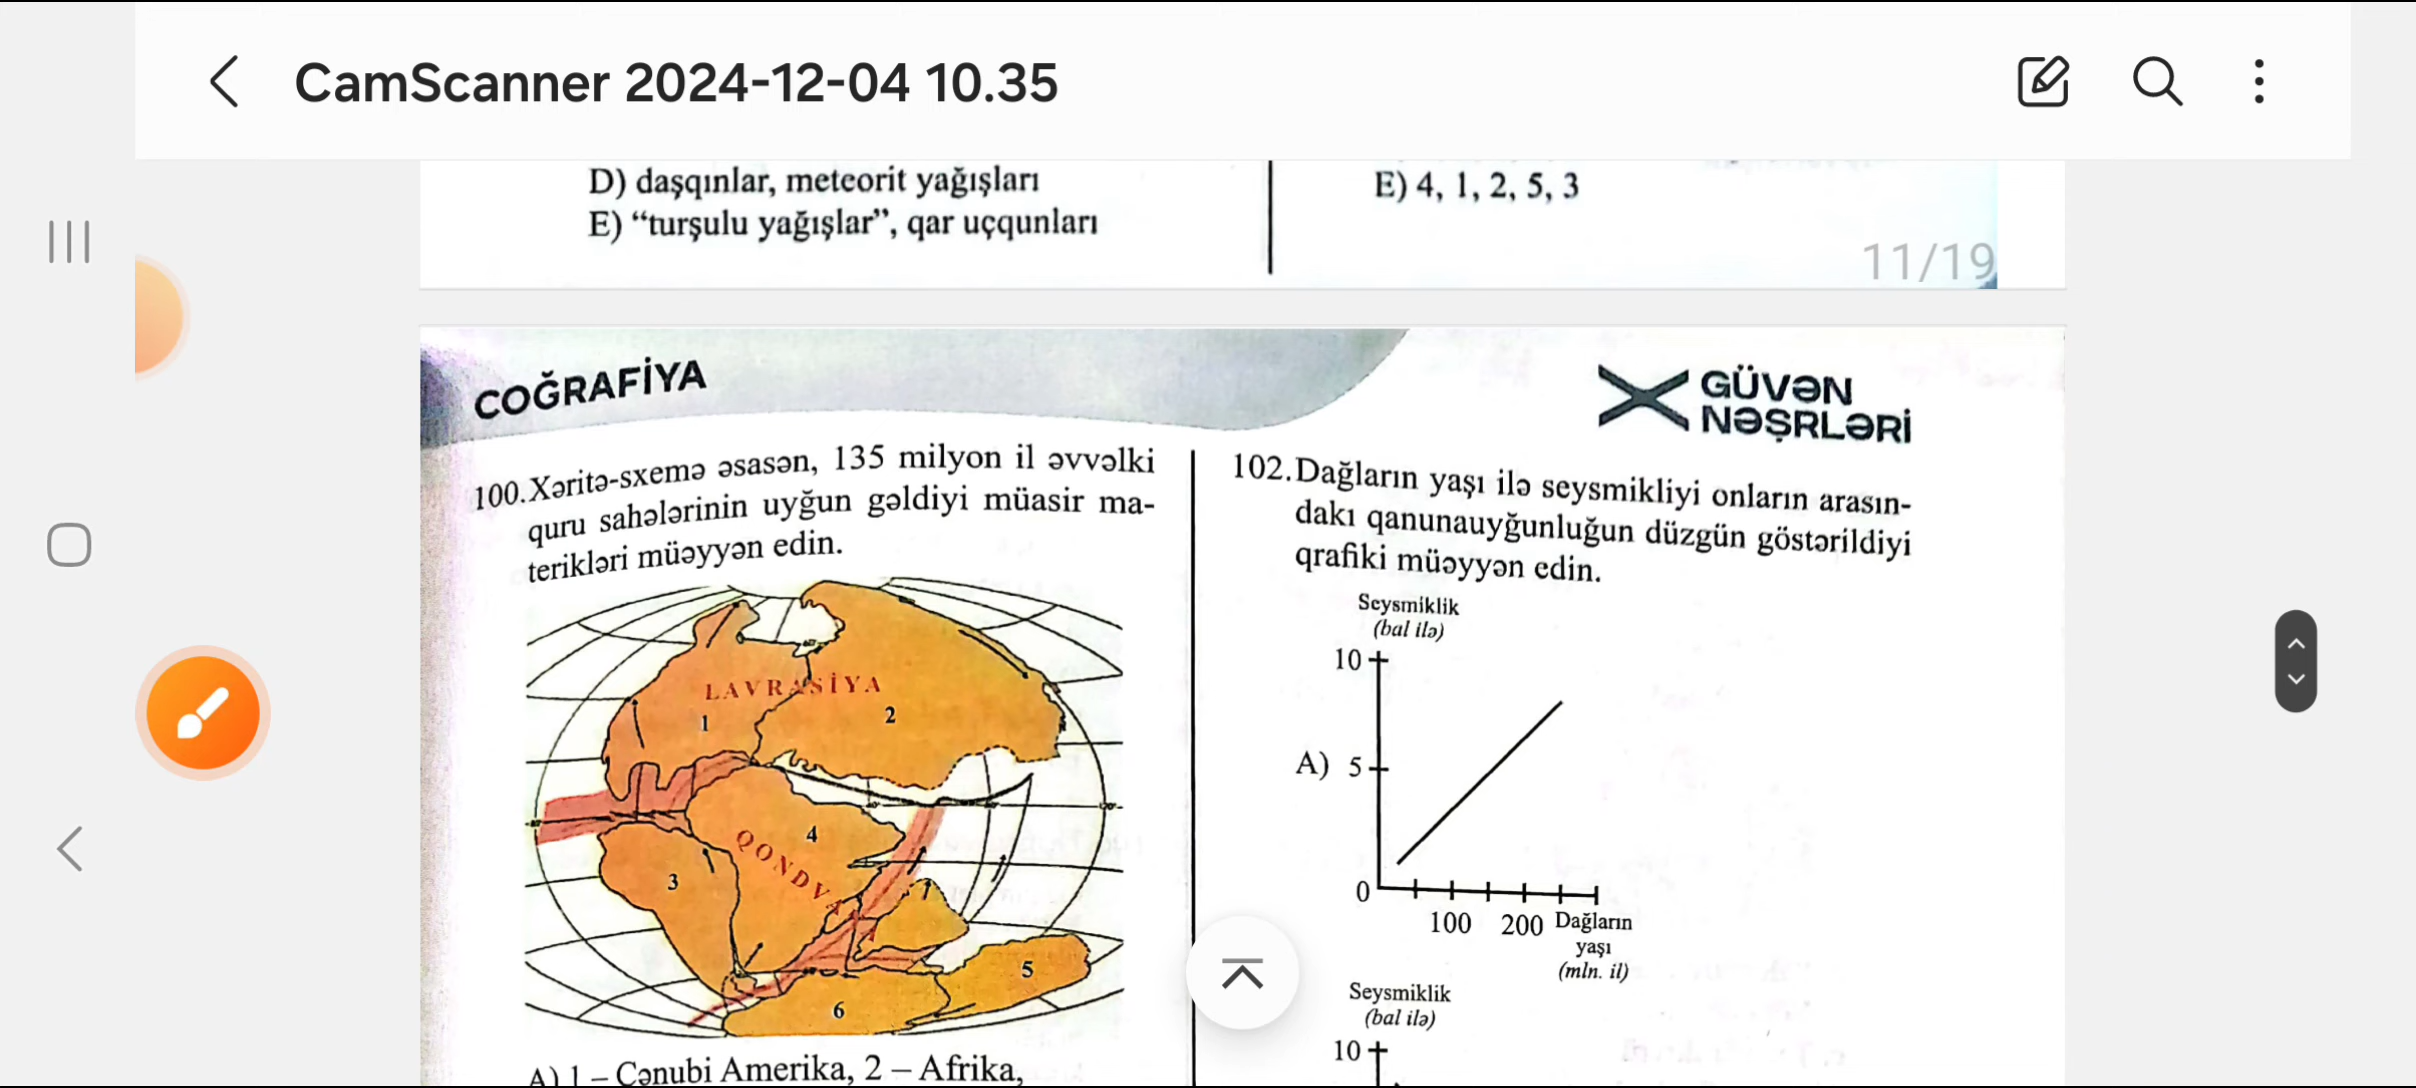 CamScanner 2024-12-04 10.35
D) daşqınlar, meteorit yağışları
E) “turşulu yağışlar”, qar uçqunları
E) 4, 1, 2, 5, 3
11/19
COĞRAFİYA
GÜVƏN
NƏŞRLƏRİ
100.Xəritə-sxemə əsasən, 135 milyon il əvvəlki
quru sahələrinin uyğun gəldiyi müasir ma-
terikləri müəyyən edin.
LAVRASİYA
1
2
4
QONDVA
3
5
6
A) 1 – Cənubi Amerika, 2 – Afrika,
102.Dağların yaşı ilə seysmikliyi onların arasın-
dakı qanunauyğunluğun düzgün göstərildiyi
qrafiki müəyyən edin.
Seysmiklik
(bal ilə)
10
A) 5
0
100 200 Dağların
yaşı
(mln. il)
Seysmiklik
(bal ilə)
10